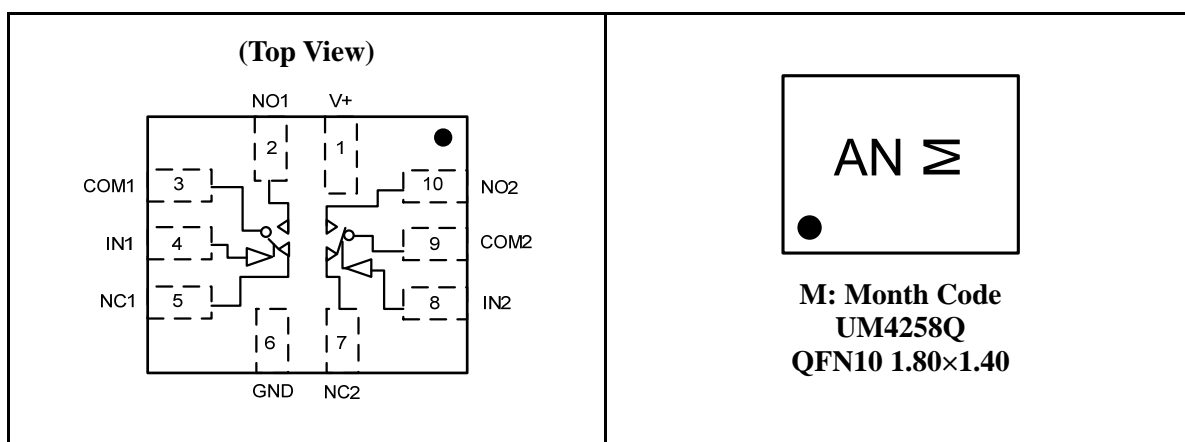 (Top View)
NO1 V+
2 1
COM1 3 10 NO2
IN1 4 9 COM2
NC1 5 8 IN2
6 7
GND NC2
AN M
M: Month Code
UM4258Q
QFN10 1.80×1.40